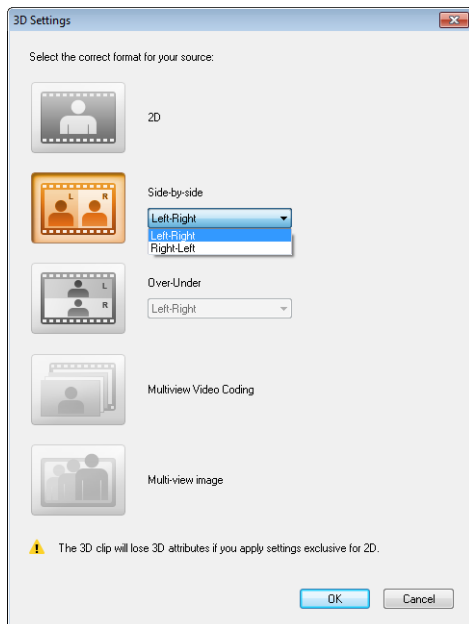 3D Settings
Select the correct format for your source:
2D
L R
Side-by-side
Left-Right
Left-Right
Right-Left
L
R
Over-Under
Left-Right
Multiview Video Coding
Multi-view image
The 3D clip will lose 3D attributes if you apply settings exclusive for 2D.
OK Cancel